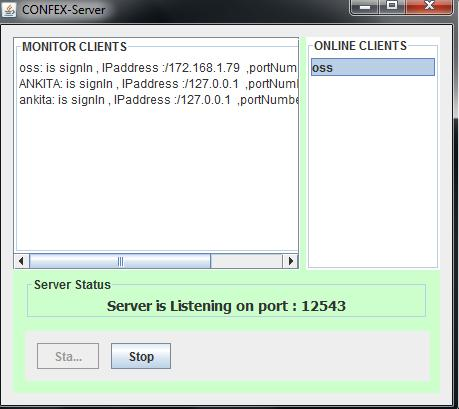 CONFEX-Server
MONITOR CLIENTS
oss: is signIn , IPaddress :/172.168.1.79 ,portNum
ANKITA: is signIn , IPaddress :/127.0.0.1 ,portNumb
ankita: is signIn , IPaddress :/127.0.0.1 ,portNumbe
ONLINE CLIENTS
oss
Server Status
Server is Listening on port : 12543
Sta...
Stop